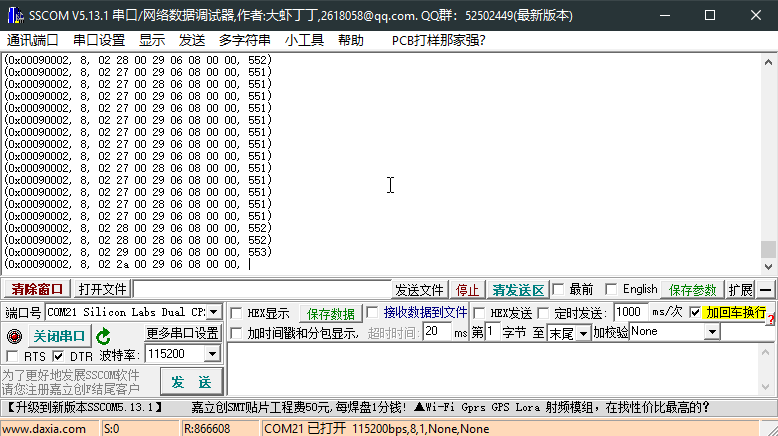 SSCOM V5.13.1 串口/网络数据调试器,作者:大虾丁丁,2618058@qq.com. QQ群: 52502449(最新版本)
通讯端口 串口设置 显示 发送 多字符串 小工具 帮助 PCB打样那家强?
(0x00090002, 8, 02 28 00 29 06 08 00 00, 552)
(0x00090002, 8, 02 27 00 29 06 08 00 00, 551)
(0x00090002, 8, 02 27 00 29 06 08 00 00, 551)
(0x00090002, 8, 02 27 00 29 06 08 00 00, 551)
(0x00090002, 8, 02 27 00 29 06 08 00 00, 551)
(0x00090002, 8, 02 27 00 29 06 08 00 00, 551)
(0x00090002, 8, 02 27 00 29 06 08 00 00, 551)
(0x00090002, 8, 02 27 00 29 06 08 00 00, 551)
(0x00090002, 8, 02 27 00 29 06 08 00 00, 551)
(0x00090002, 8, 02 27 00 28 06 08 00 00, 551)
(0x00090002, 8, 02 27 00 29 06 08 00 00, 551)
(0x00090002, 8, 02 27 00 29 06 08 00 00, 551)
(0x00090002, 8, 02 27 00 29 06 08 00 00, 551)
(0x00090002, 8, 02 27 00 29 06 08 00 00, 551)
(0x00090002, 8, 02 28 00 29 06 08 00 00, 552)
(0x00090002, 8, 02 28 00 28 06 08 00 00, 552)
(0x00090002, 8, 02 29 00 29 06 08 00 00, 553)
(0x00090002, 8, 02 2a 00 29 06 08 00 00,
清除窗口 打开文件 发送文件 停止 清发送区 最前 English 保存参数 扩展 —
端口号 COM21 Silicon Labs Dual CP2 HEX显示 保存数据 接收数据到文件 HEX发送 定时发送: 1000 ms/次 加回车换行
关闭串口 更多串口设置 加时间戳和分包显示, 超时时间: 20 ms 第 1 字节 至 末尾 加校验 None ?
RTS DTR 波特率: 115200
为了更好地发展SSCOM软件
请您注册嘉立创F结尾客户
发 送
【升级到新版本SSCOM5.13.1】 嘉立创SMT贴片工程费50元,每焊盘1分钱! ▲Wi-Fi Gprs GPS Lora 射频模组, 在找性价比最高的?
www.daxia.com S:0 R:866608 COM21 已打开 115200bps,8,1,None,None